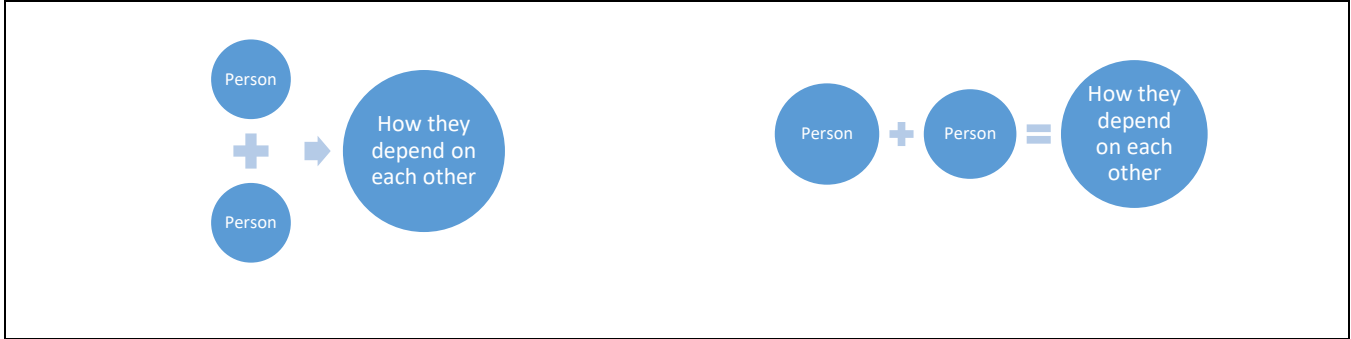 Person
Person
How they
depend on
each other
Person
Person
How they
depend
on each
other